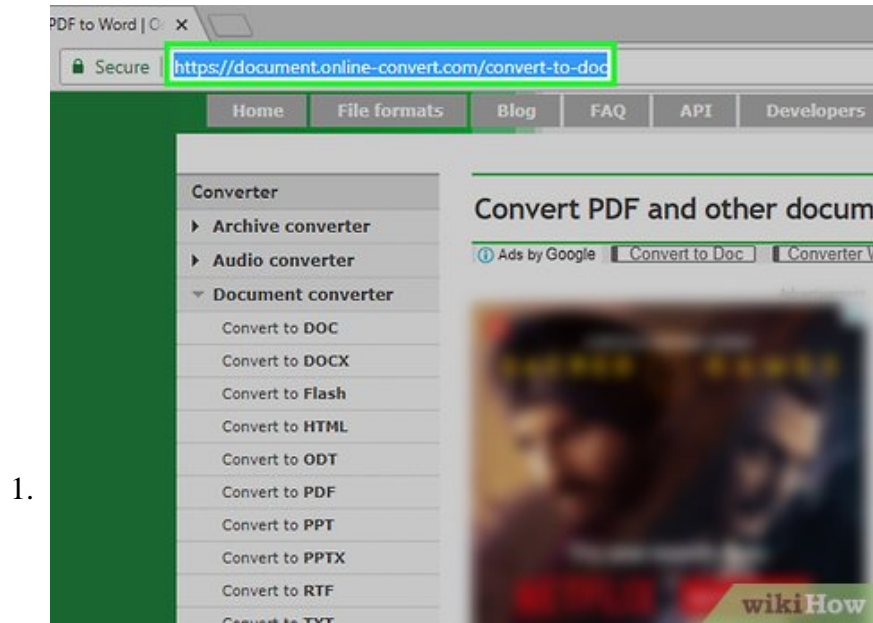 PDF to Word | O
Secure
https://document.online-convert.com/convert-to-doc
Home
File formats
Blog
FAQ
API
Developers
Converter
Archive converter
Audio converter
Document converter
Convert to DOC
Convert to DOCX
Convert to Flash
Convert to HTML
Convert to ODT
Convert to PDF
Convert to PPT
Convert to PPTX
Convert to RTF
Convert to TXT
Convert PDF and other docum
Ads by Google
Convert to Doc
Converter W
1.
wikiHow